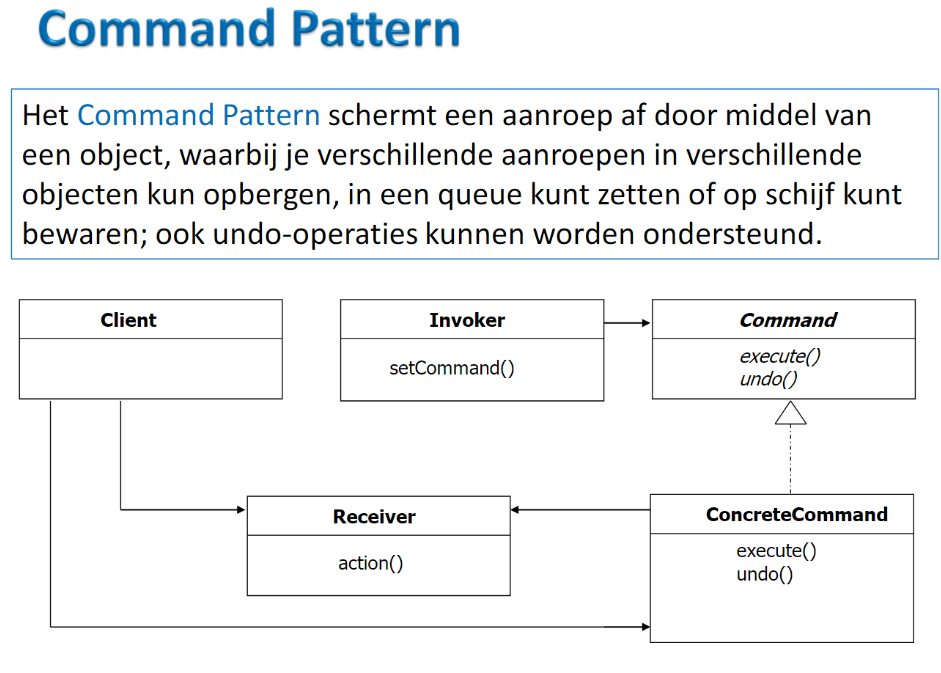 Command Pattern
Het Command Pattern schermt een aanroep af door middel van
een object, waarbij je verschillende aanroepen in verschillende
objecten kun opbergen, in een queue kunt zetten of op schijf kunt
bewaren; ook undo-operaties kunnen worden ondersteund.
Client
Invoker
setCommand()
Command
execute()
undo()
Receiver
action()
ConcreteCommand
execute()
undo()